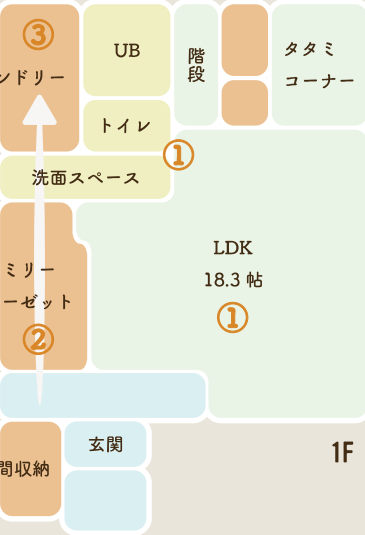 ③
ンドリー
UB
階段
タタミ
コーナー
トイレ
①
洗面スペース
ミリー
ーゼット
②
LDK
18.3 帖
①
玄関
間収納
1F